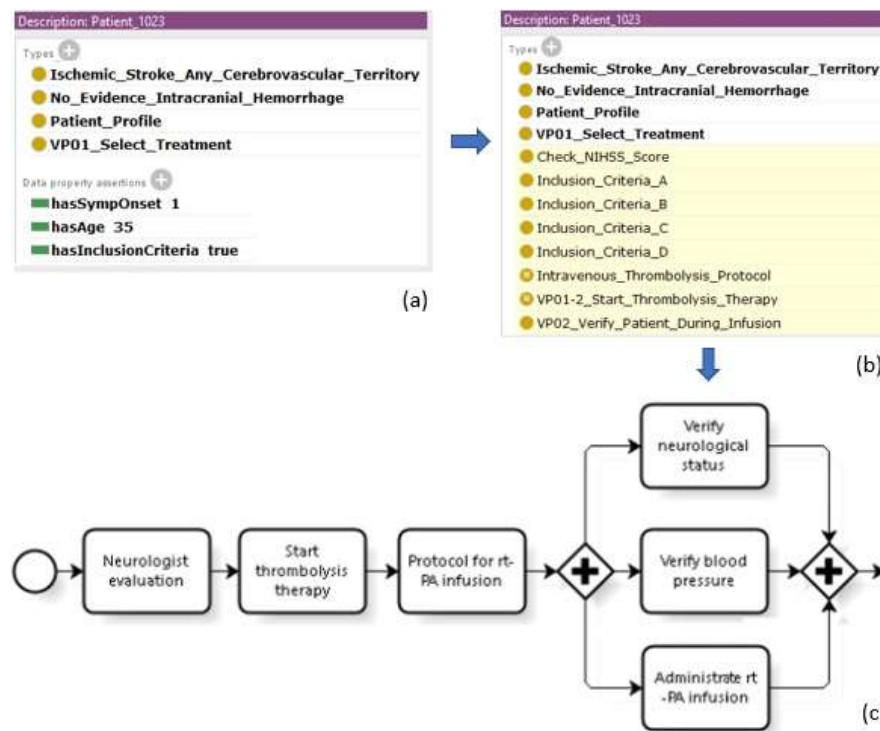 Description: Patient_1023
Types
Ischemic_Stroke_Any_Cerebrovascular_Territory
No_Evidence_Intracranial_Hemorrhage
Patient_Profile
VP01_Select_Treatment
Data property assertions
hasSympOnset 1
hasAge 35
hasInclusionCriteria true
(a)
Description: Patient_1023
Types
Ischemic_Stroke_Any_Cerebrovascular_Territory
No_Evidence_Intracranial_Hemorrhage
Patient_Profile
VP01_Select_Treatment
Check_NIHSS_Score
Inclusion_Criteria_A
Inclusion_Criteria_B
Inclusion_Criteria_C
Inclusion_Criteria_D
Intravenous_Thrombolysis_Protocol
VP01-2_Start_Thrombolysis_Therapy
VP02_Verify_Patient_During_Infusion
(b)
Neurologist
evaluation
Start
thrombolysis
therapy
Protocol for rt-
PA infusion
Verify
neurological
status
Verify blood
pressure
Administrate rt
-PA infusion
(c